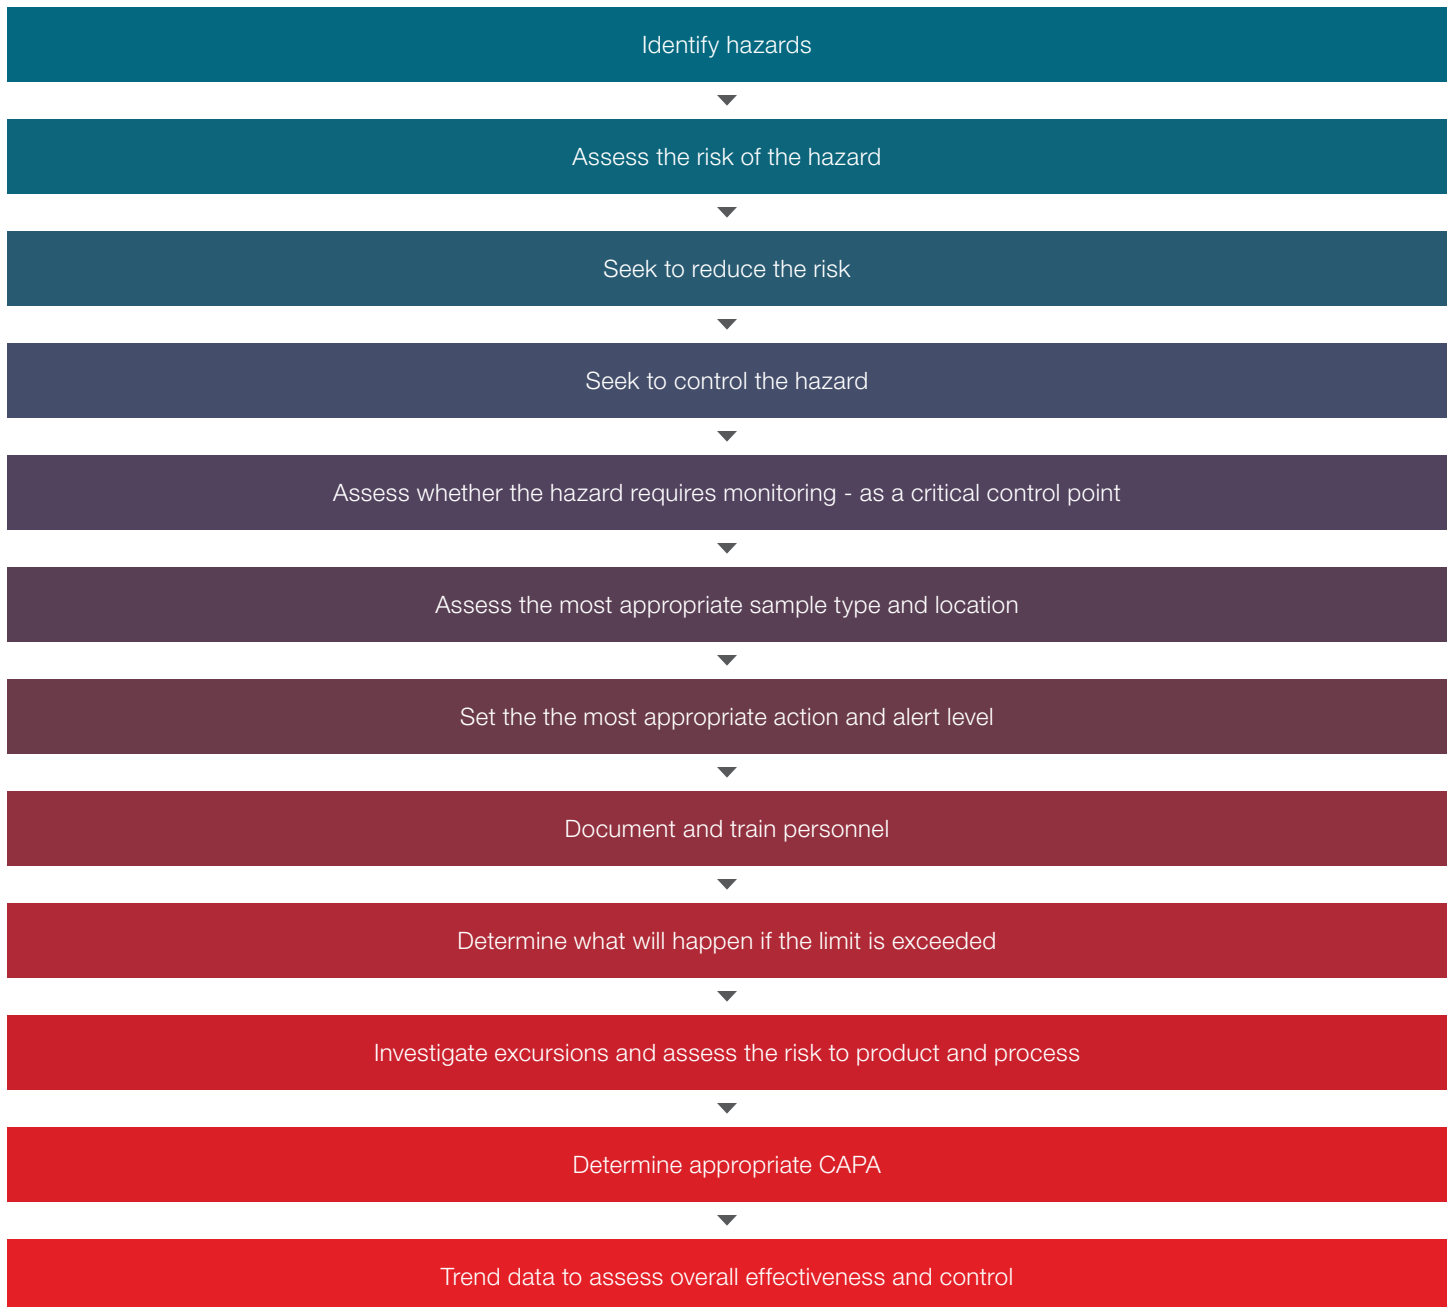 Identify hazards
Assess the risk of the hazard
Seek to reduce the risk
Seek to control the hazard
Assess whether the hazard requires monitoring - as a critical control point
Assess the most appropriate sample type and location
Set the the most appropriate action and alert level
Document and train personnel
Determine what will happen if the limit is exceeded
Investigate excursions and assess the risk to product and process
Determine appropriate CAPA
Trend data to assess overall effectiveness and control